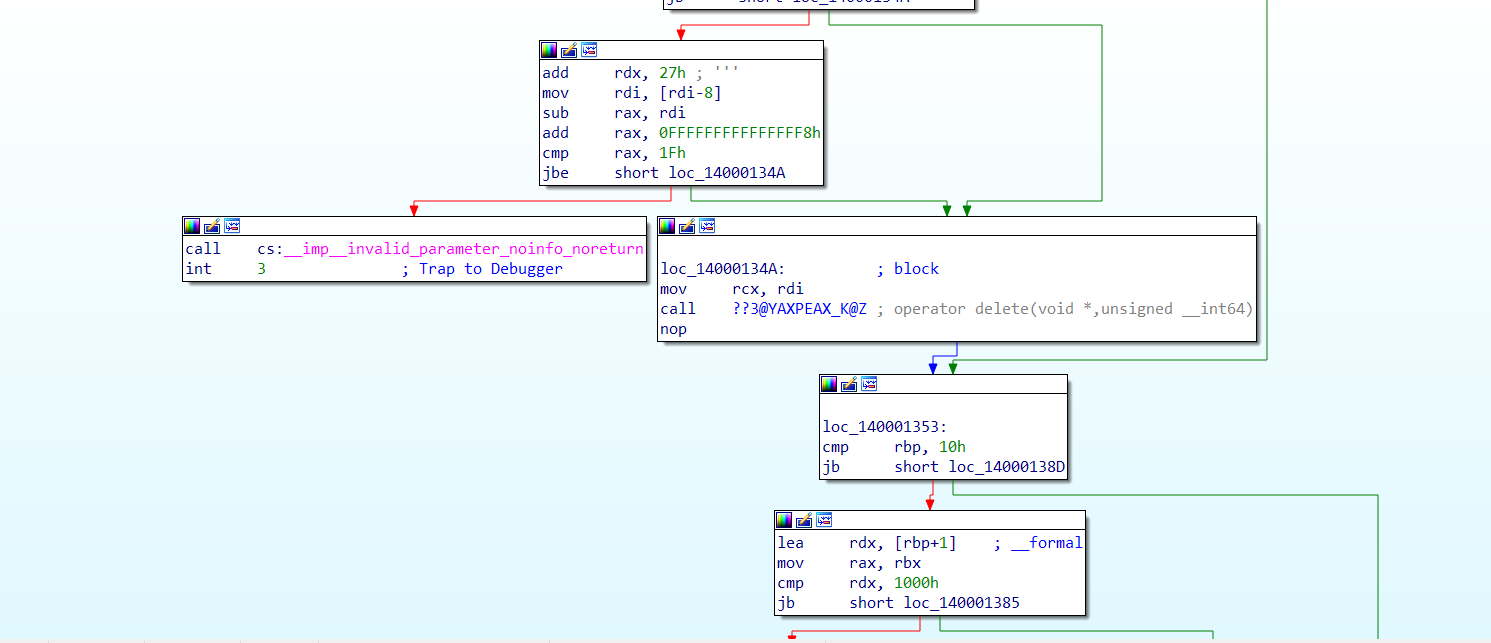 jb short loc_14000134A
add rdx, 27h ; '''
mov rdi, [rdi-8]
sub rax, rdi
add rax, 0FFFFFFFFFFFFFFF8h
cmp rax, 1Fh
jbe short loc_14000134A
call cs:__imp__invalid_parameter_noinfo_noreturn
int 3 ; Trap to Debugger
loc_14000134A: ; block
mov rcx, rdi
call ??3@YAXPEAX_K@Z ; operator delete(void *,unsigned __int64)
nop
loc_140001353:
cmp rbp, 10h
jb short loc_14000138D
lea rdx, [rbp+1] ; __formal
mov rax, rbx
cmp rdx, 1000h
jb short loc_140001385